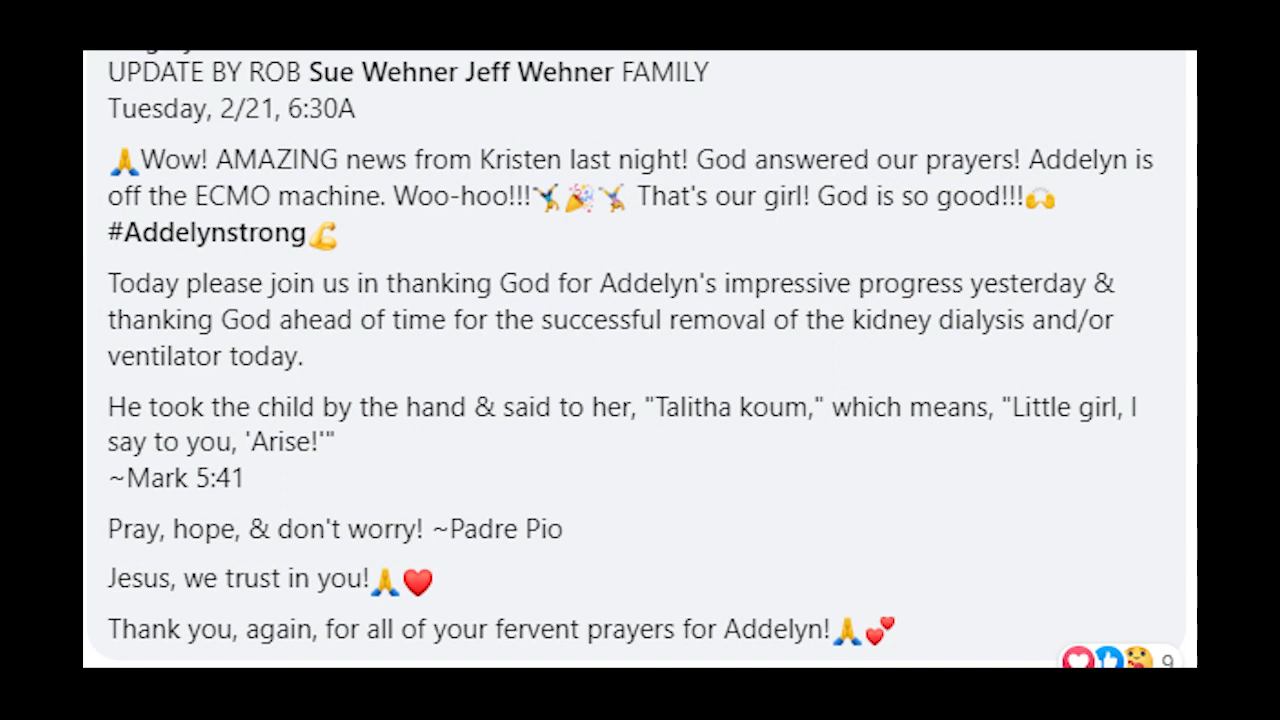 UPDATE BY ROB Sue Wehner Jeff Wehner FAMILY
Tuesday, 2/21, 6:30A
🙏Wow! AMAZING news from Kristen last night! God answered our prayers! Addelyn is
off the ECMO machine. Woo-hoo!!!🤸‍♂️🎉🤸‍♀️ That's our girl! God is so good!!!🙌
#Addelynstrong💪
Today please join us in thanking God for Addelyn's impressive progress yesterday &
thanking God ahead of time for the successful removal of the kidney dialysis and/or
ventilator today.
He took the child by the hand & said to her, "Talitha koum," which means, "Little girl, I
say to you, 'Arise!'"
~Mark 5:41
Pray, hope, & don't worry! ~Padre Pio
Jesus, we trust in you!🙏❤️
Thank you, again, for all of your fervent prayers for Addelyn!🙏💕
9